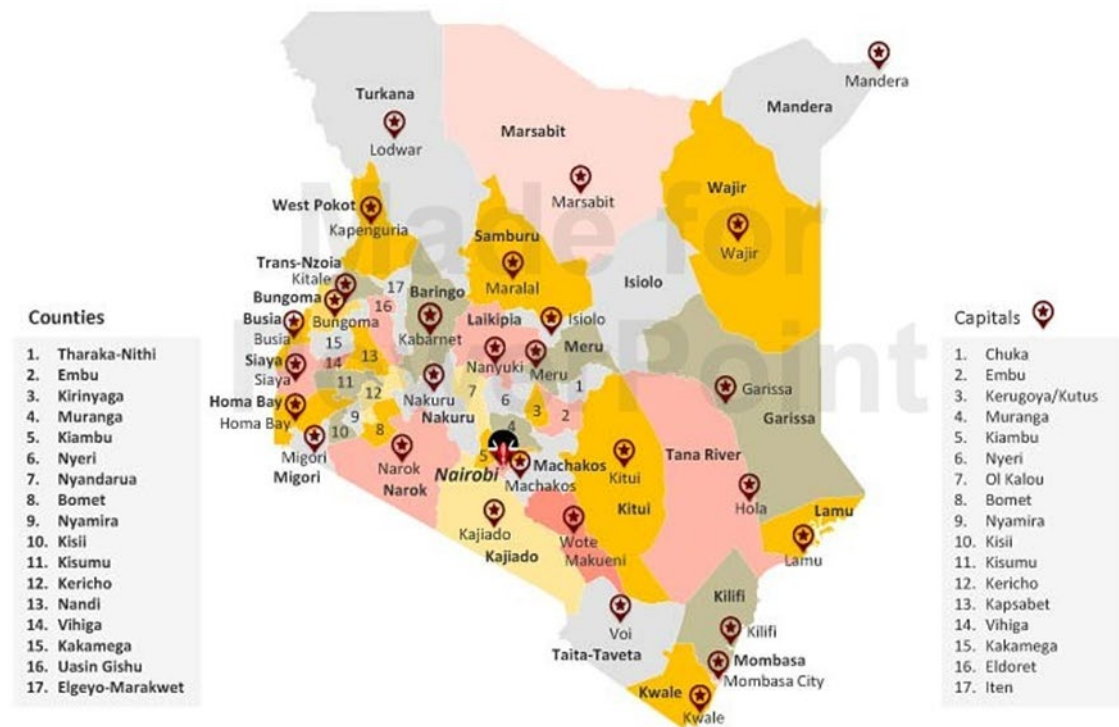 Made for
PowerPoint
Mandera
Turkana
Mandera
Lodwar
Marsabit
Marsabit
Wajir
Wajir
West Pokot
Kapenguria
Samburu
Maralal
Trans-Nzoia
Kitale
17
Baringo
Isiolo
Bungoma
Bungoma
16
Kabarnet
Laikipia
Isiolo
Busia
Busia
15
13
Nanyuki
Meru
Meru
Siaya
Siaya
14
11
12
Nakuru
Nakuru
7
6
3
1
2
Garissa
Garissa
Homa Bay
Homa Bay
9
10
8
4
5
Migori
Migori
Narok
Narok
Nairobi
Machakos
Machakos
Kitui
Kitui
Tana River
Hola
Kajiado
Kajiado
Wote
Makueni
Lamu
Lamu
Voi
Taita-Taveta
Kilifi
Kilifi
Mombasa
Mombasa City
Kwale
Kwale
Counties
1. Tharaka-Nithi
2. Embu
3. Kirinyaga
4. Muranga
5. Kiambu
6. Nyeri
7. Nyandarua
8. Bomet
9. Nyamira
10. Kisii
11. Kisumu
12. Kericho
13. Nandi
14. Vihiga
15. Kakamega
16. Uasin Gishu
17. Elgeyo-Marakwet
Capitals
1. Chuka
2. Embu
3. Kerugoya/Kutus
4. Muranga
5. Kiambu
6. Nyeri
7. Ol Kalou
8. Bomet
9. Nyamira
10. Kisii
11. Kisumu
12. Kericho
13. Kapsabet
14. Vihiga
15. Kakamega
16. Eldoret
17. Iten